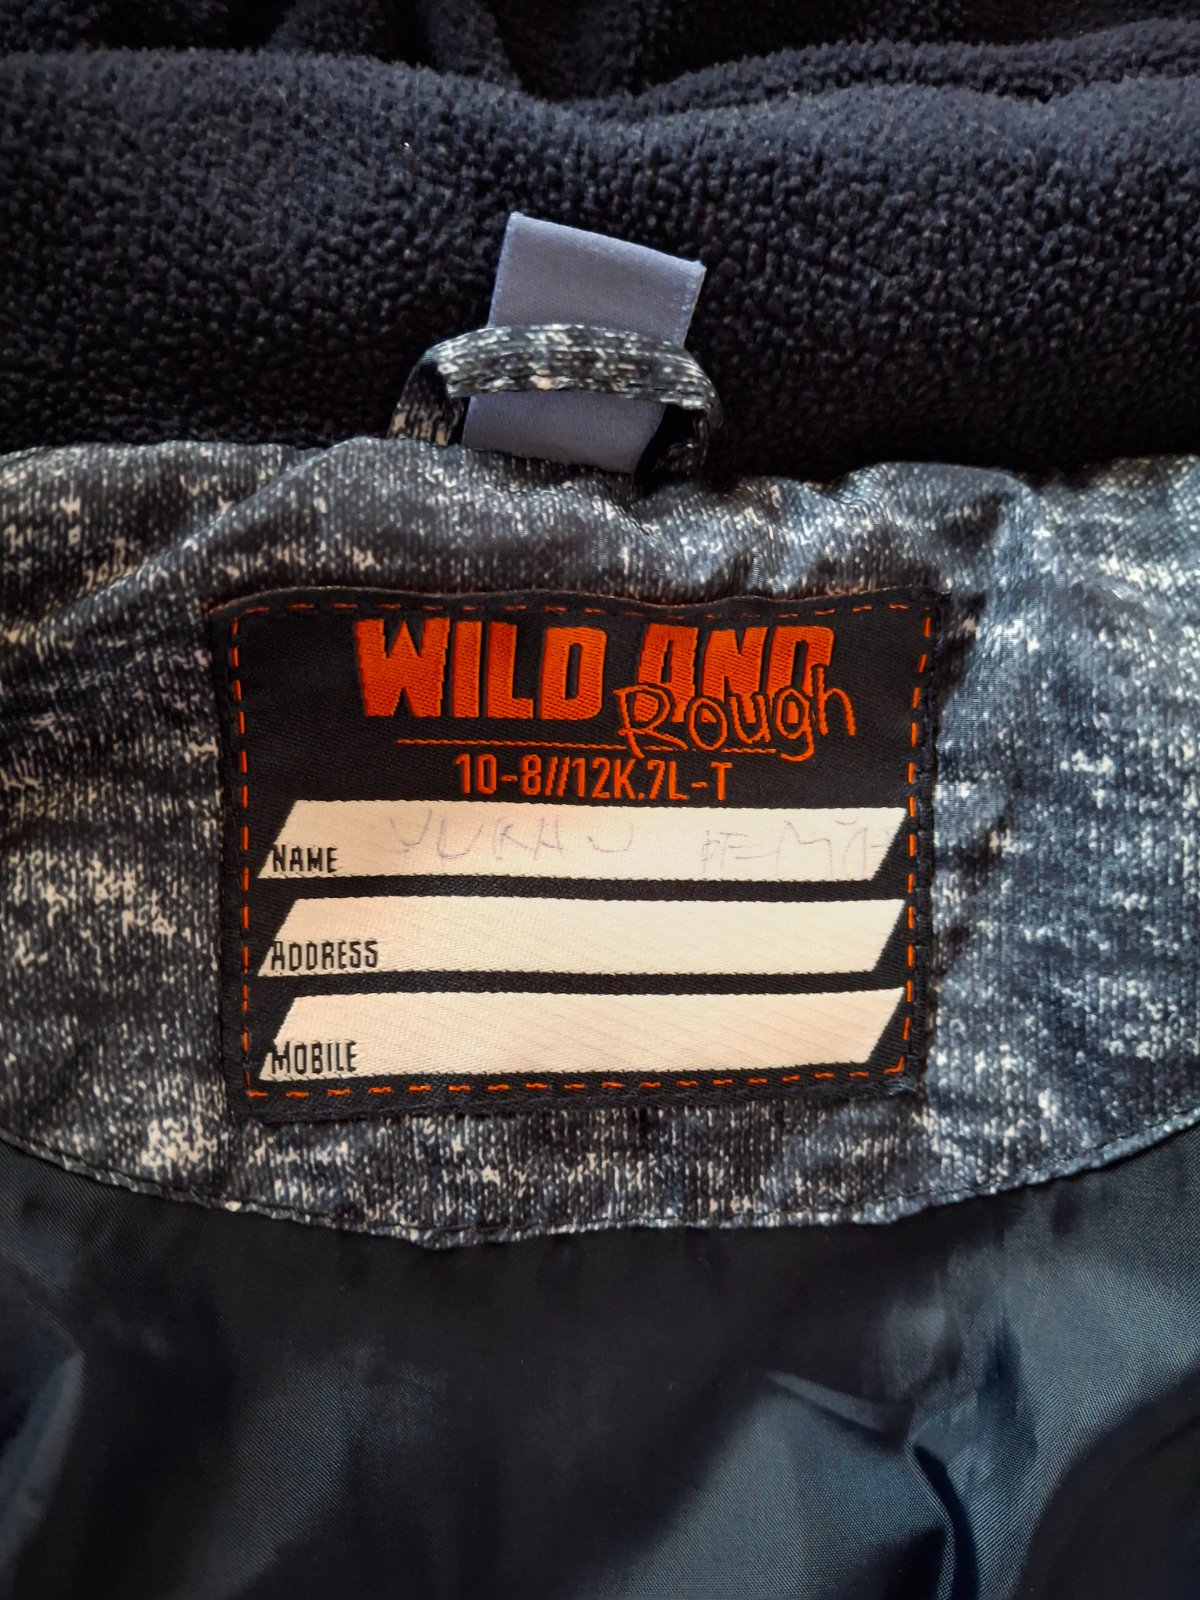 WILD AND
Rough
10-8//12K.7L-T
NAME
ADDRESS
MOBILE